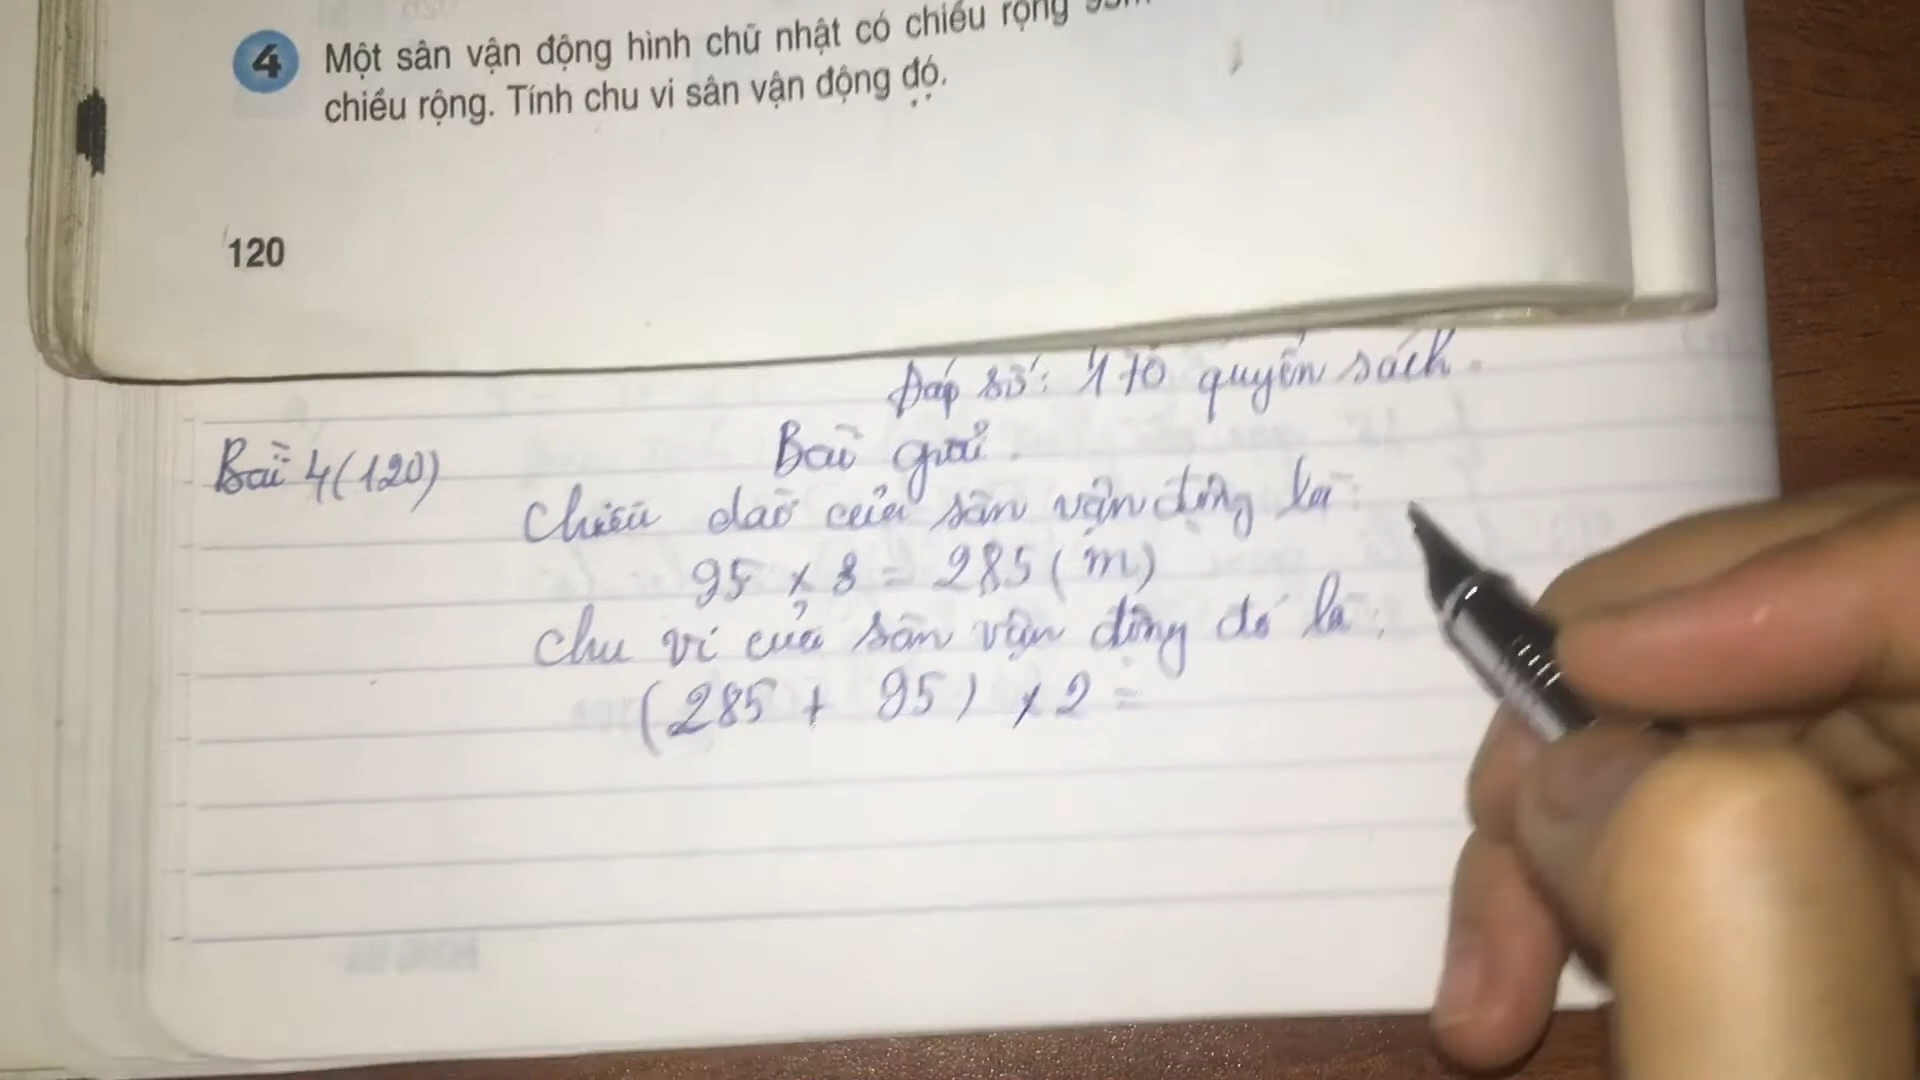 4 Một sân vận động hình chữ nhật có chiều rộng 95m
chiều rộng. Tính chu vi sân vận động đó.
120
Đáp số: 170 quyển sách.
Bài 4 (120) Bài giải.
Chiều dài của sân vận động là:
95 x 3 = 285 (m)
Chu vi của sân vận động đó là:
(285 + 95) x 2 =